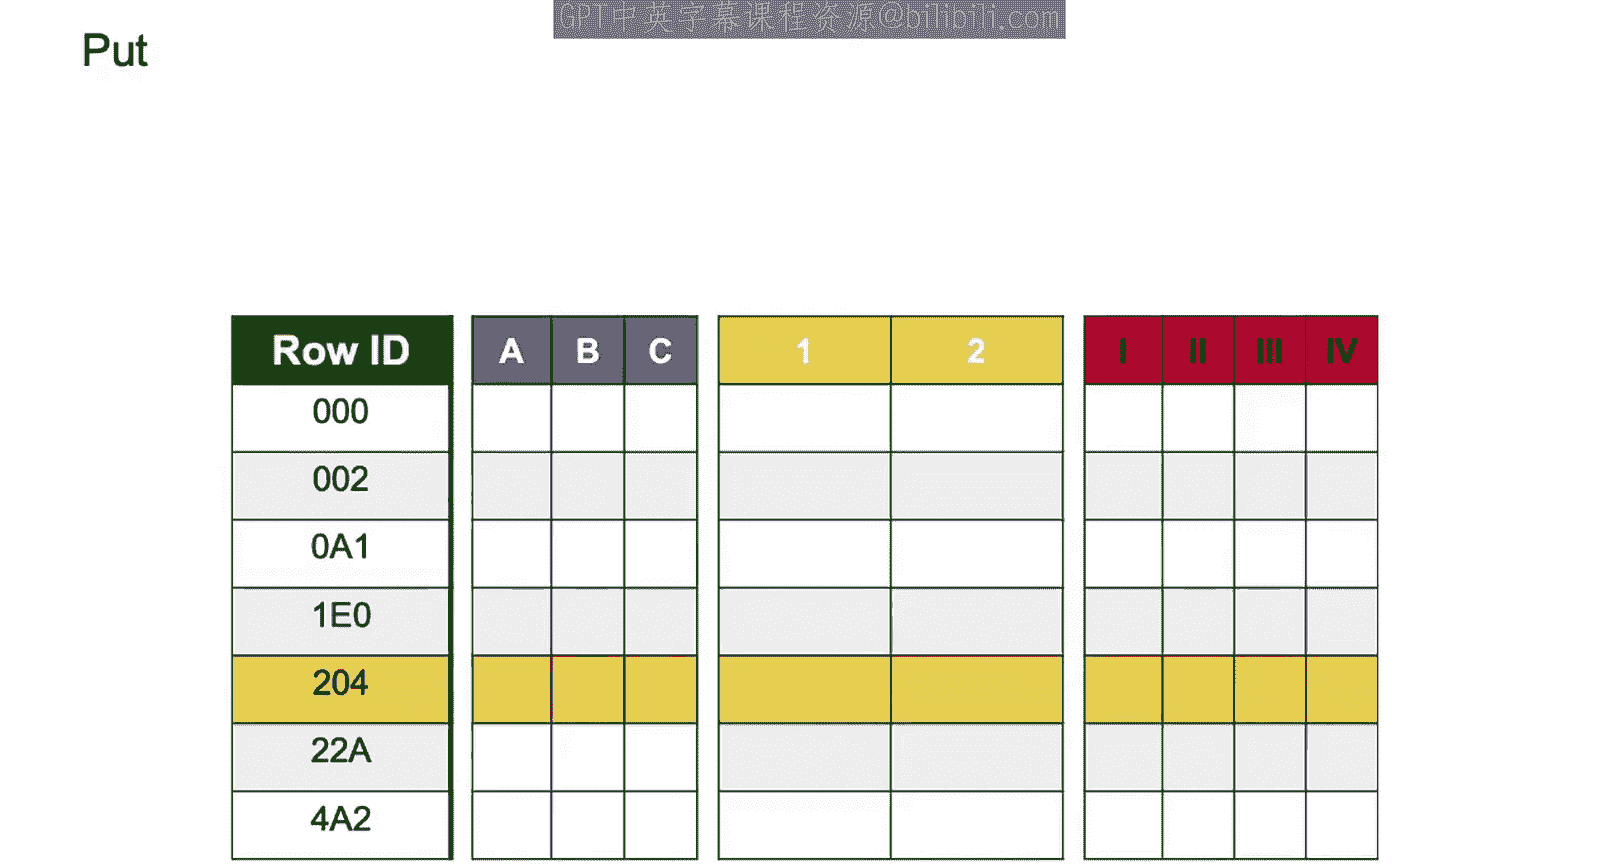 GPT中英字幕课程资源@bilibili.com
Put
Row ID A B C 1 2 I II III IV
000
002
0A1
1E0
204
22A
4A2